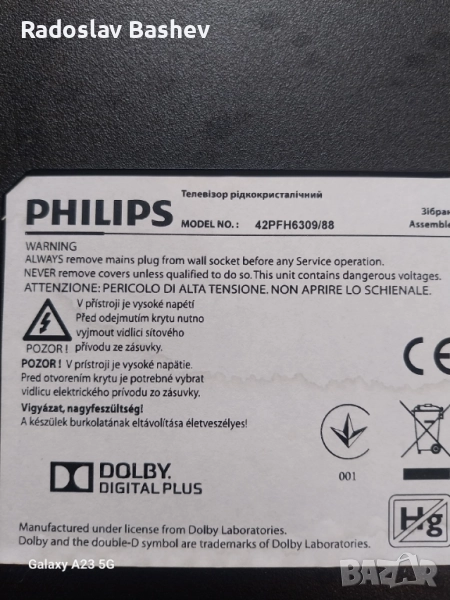 Radoslav Bashev
Телевізор рідкокристалічний
PHILIPS MODEL NO.: 42PFH6309/88
Зібран
Assemble
WARNING
ALWAYS remove mains plug from wall socket before any Service operation.
NEVER remove covers unless qualified to do so. This unit contains dangerous voltages.
ATTENZIONE: PERICOLO DI ALTA TENSIONE. NON APRIRE LO SCHIENALE.
V přístroji je vysoké napětí
Před odejmutím krytu nutno
vyjmout vidlici síťového
POZOR ! přívodu ze zásuvky.
POZOR ! V prístroji je vysoké napätie.
Pred otvorením krytu je potrebné vybrat
vidlicu elektrického prívodu zo zásuvky.
Vigyázat, nagyfeszültség!
A készülek burkolatának eltávolítása életveszélyes!
CE
001
DOLBY.
DIGITAL PLUS
Hg
Manufactured under license from Dolby Laboratories.
Dolby and the double-D symbol are trademarks of Dolby Laboratories.
Galaxy A23 5G
BAZAR